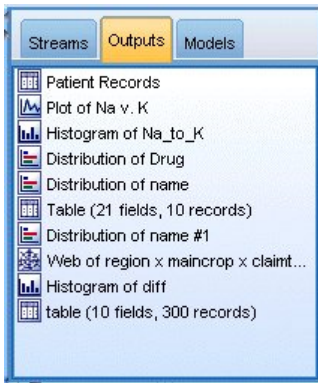 Streams Outputs Models
Patient Records
Plot of Na v. K
Histogram of Na_to_K
Distribution of Drug
Distribution of name
Table (21 fields, 10 records)
Distribution of name #1
Web of region x maincrop x claimt...
Histogram of diff
table (10 fields, 300 records)